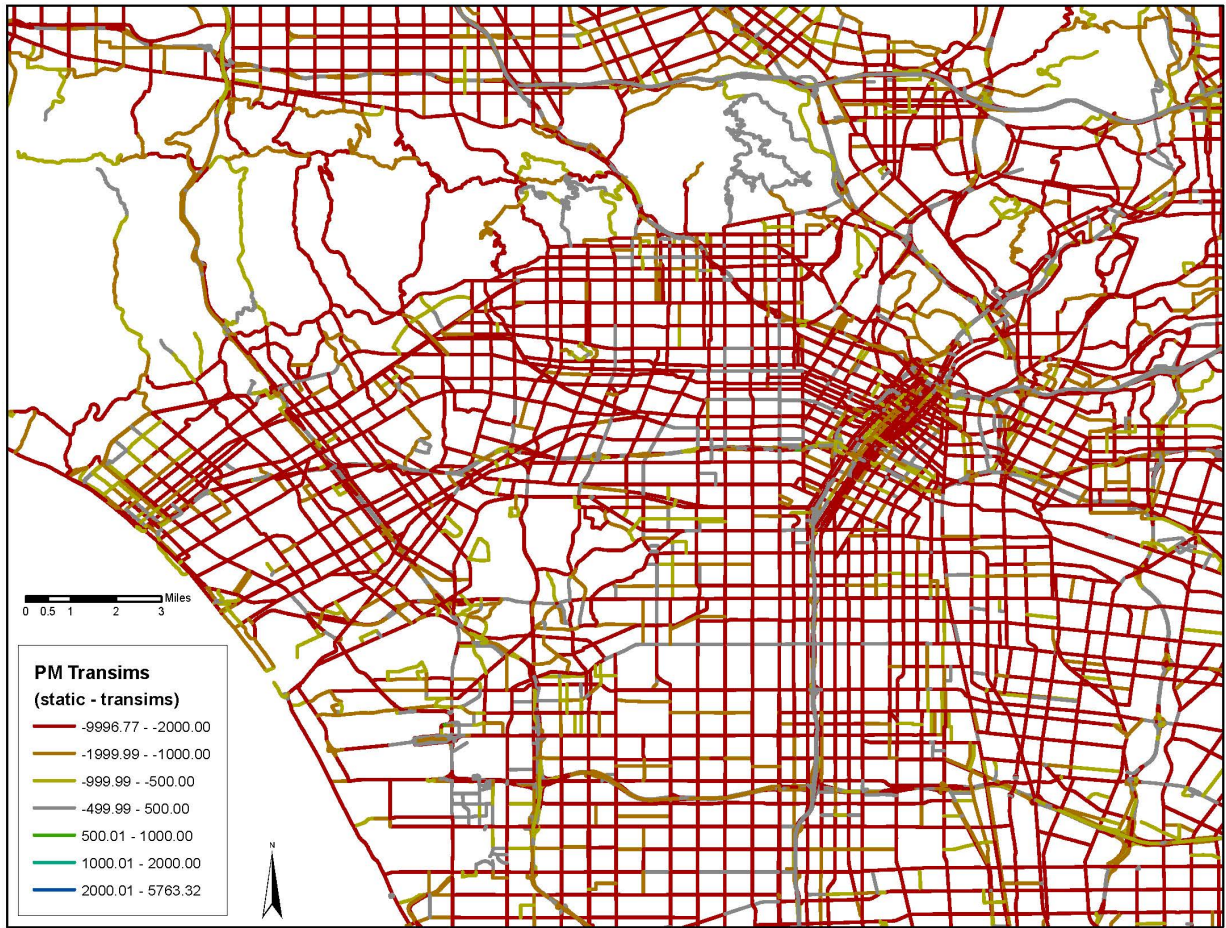 0 0.5 1 2 3 Miles
PM Transims
(static - transims)
-9996.77 - -2000.00
-1999.99 - -1000.00
-999.99 - -500.00
-499.99 - 500.00
500.01 - 1000.00
1000.01 - 2000.00
2000.01 - 5763.32
N